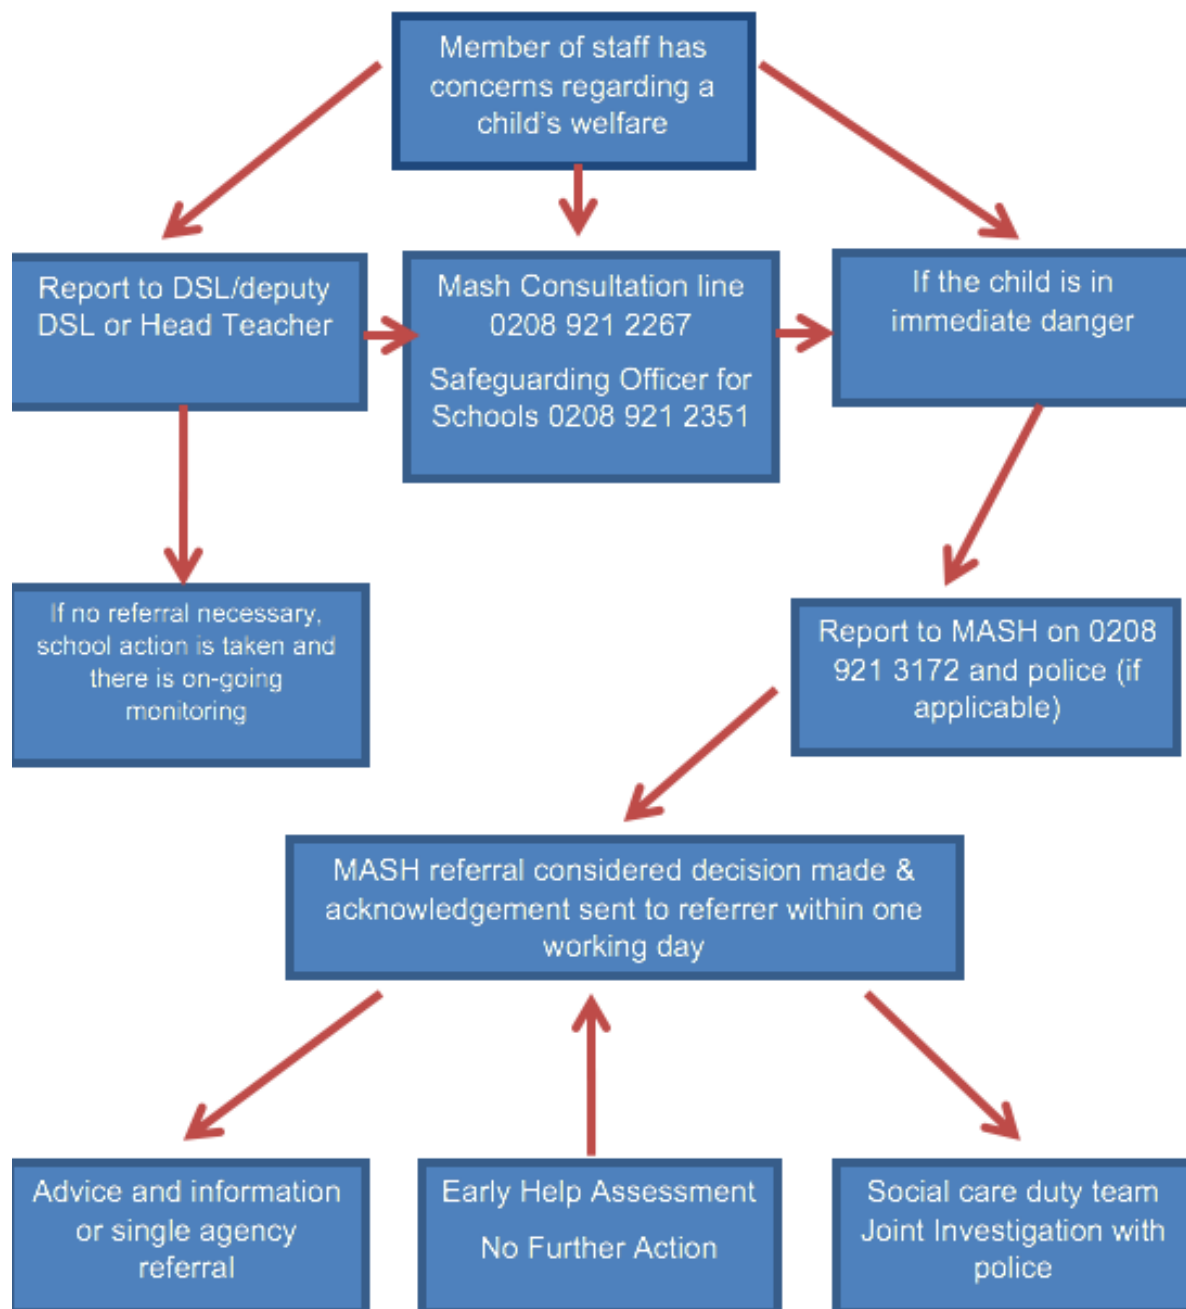 Member of staff has
concerns regarding a
child's welfare
Report to DSL/deputy
DSL or Head Teacher
Mash Consultation line
0208 921 2267
Safeguarding Officer for
Schools 0208 921 2351
If the child is in
immediate danger
If no referral necessary,
school action is taken and
there is on-going
monitoring
Report to MASH on 0208
921 3172 and police (if
applicable)
MASH referral considered decision made &
acknowledgement sent to referrer within one
working day
Advice and information
or single agency
referral
Early Help Assessment
No Further Action
Social care duty team
Joint Investigation with
police